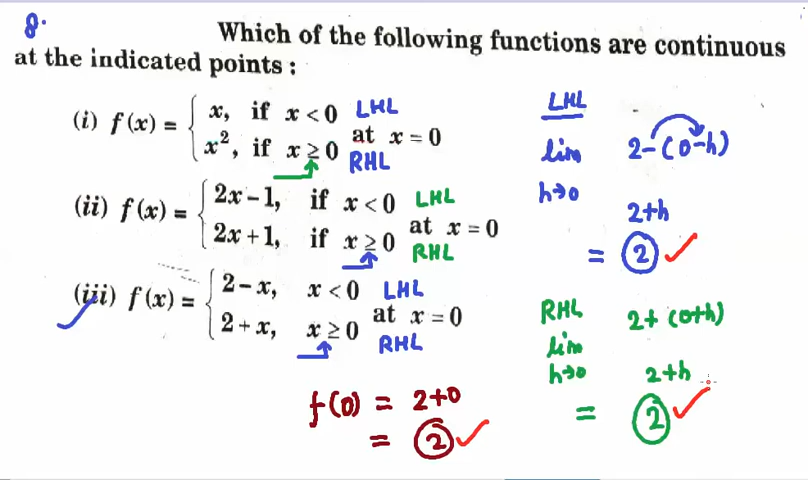 8.
Which of the following functions are continuous
at the indicated points :
(i) f(x) = { x, if x < 0 LHL
x², if x ≥ 0 at x = 0 RHL
(ii) f(x) = { 2x − 1, if x < 0 LHL
2x + 1, if x ≥ 0 at x = 0 RHL
(iii) f(x) = { 2 − x, x < 0 LHL
2 + x, x ≥ 0 at x = 0 RHL
f(0) = 2+0
= 2 ✓
LHL
lim 2-(0-h)
h→0
2+h
= 2 ✓
RHL 2+(0+h)
lim
h→0 2+h
= 2 ✓